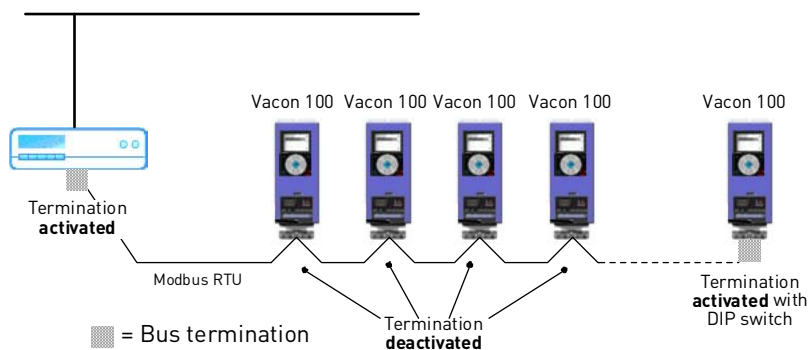 Vacon 100 Vacon 100 Vacon 100 Vacon 100 Vacon 100
Termination
activated
Modbus RTU
Termination
deactivated
Termination
activated with
DIP switch
= Bus termination